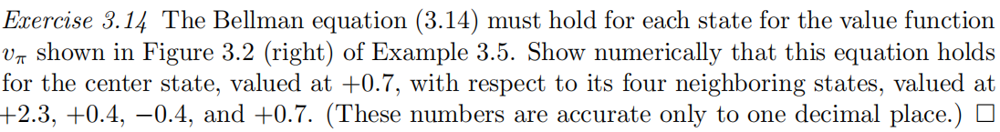 Exercise 3.14 The Bellman equation (3.14) must hold for each state for the value function
vπ shown in Figure 3.2 (right) of Example 3.5. Show numerically that this equation holds
for the center state, valued at +0.7, with respect to its four neighboring states, valued at
+2.3, +0.4, −0.4, and +0.7. (These numbers are accurate only to one decimal place.) □